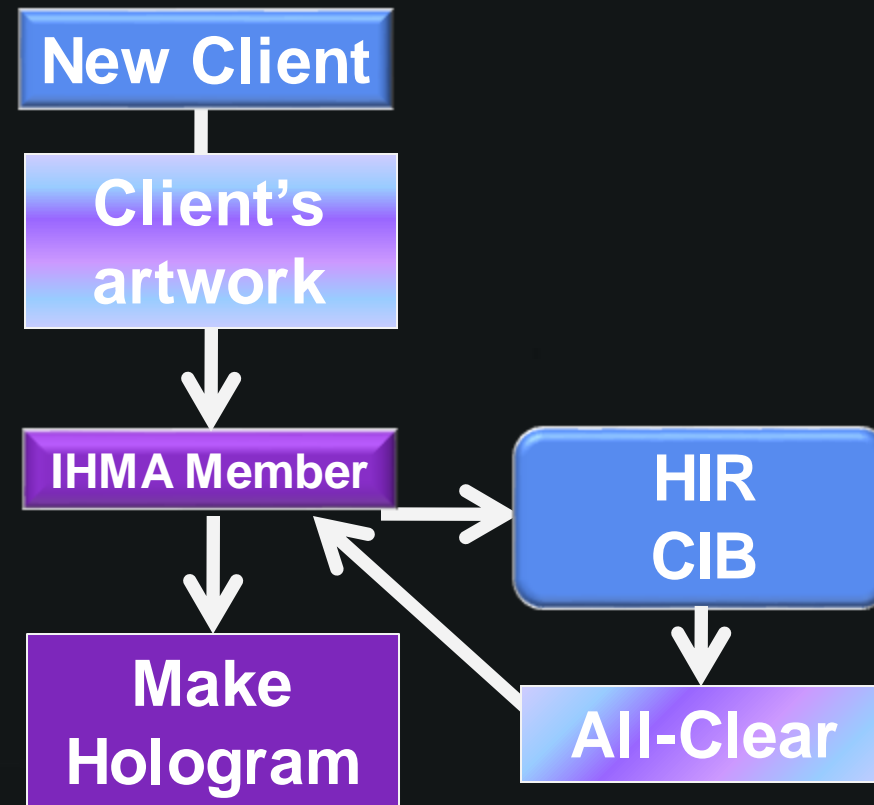 New Client
Client’s
artwork
IHMA Member
HIR
CIB
Make
Hologram
All-Clear